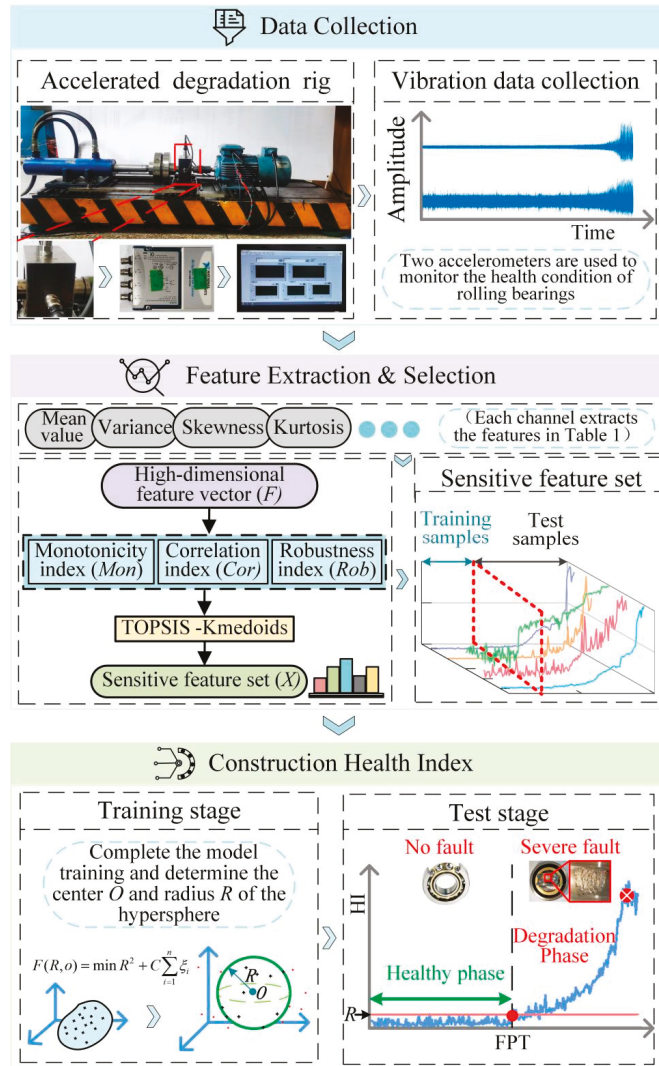 Data Collection
Accelerated degradation rig
Vibration data collection
Amplitude
Time
Two accelerometers are used to
monitor the health condition of
rolling bearings
Feature Extraction & Selection
Mean
value
Variance
Skewness
Kurtosis
(Each channel extracts
the features in Table 1)
High-dimensional
feature vector (F)
Monotonicity
index (Mon)
Correlation
index (Cor)
Robustness
index (Rob)
TOPSIS -Kmedoids
Sensitive feature set (X)
Sensitive feature set
Training
samples
Test
samples
Construction Health Index
Training stage
Complete the model
training and determine the
center O and radius R of the
hypersphere
F(R,o) = min R² + C∑ⁿᵢ₌₁ ξᵢ
R
O
Test stage
No fault
Severe fault
HI
Degradation
Phase
Healthy phase
R
FPT